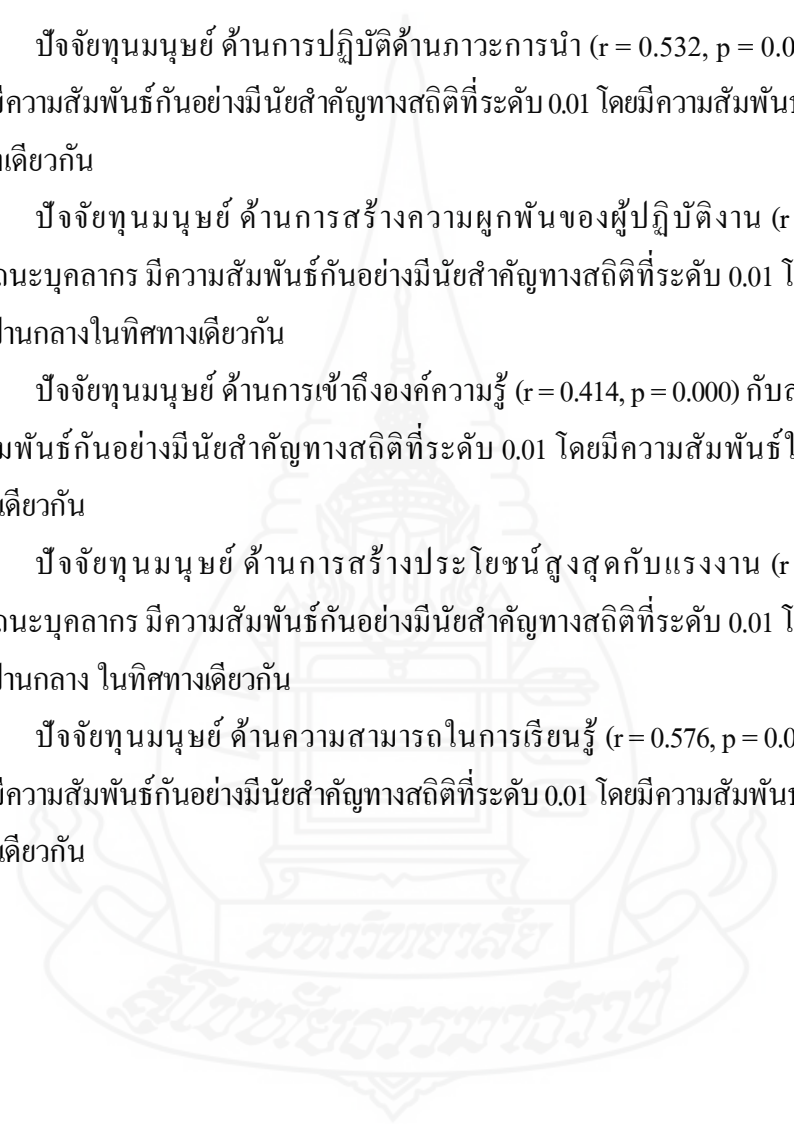 ปัจจัยทุนมนุษย์ ด้านการปฏิบัติด้านภาวะการนำ (r = 0.532, p = 0.0
มีความสัมพันธ์กันอย่างมีนัยสำคัญทางสถิติที่ระดับ 0.01 โดยมีความสัมพันธ
เดียวกัน
ปัจจัยทุนมนุษย์ ด้านการสร้างความผูกพันของผู้ปฏิบัติงาน (r
นะบุคลากร มีความสัมพันธ์กันอย่างมีนัยสำคัญทางสถิติที่ระดับ 0.01 โ
ปานกลางในทิศทางเดียวกัน
ปัจจัยทุนมนุษย์ ด้านการเข้าถึงองค์ความรู้ (r = 0.414, p = 0.000) กับส
มพันธ์กันอย่างมีนัยสำคัญทางสถิติที่ระดับ 0.01 โดยมีความสัมพันธ์ใ
เดียวกัน
ปัจจัยทุนมนุษย์ ด้านการสร้างประโยชน์สูงสุดกับแรงงาน (r
นะบุคลากร มีความสัมพันธ์กันอย่างมีนัยสำคัญทางสถิติที่ระดับ 0.01 โ
ปานกลาง ในทิศทางเดียวกัน
ปัจจัยทุนมนุษย์ ด้านความสามารถในการเรียนรู้ (r = 0.576, p = 0.0
มีความสัมพันธ์กันอย่างมีนัยสำคัญทางสถิติที่ระดับ 0.01 โดยมีความสัมพันธ
เดียวกัน
มหาวิทยาลัย
สุโขทัยธรรมาธิราช